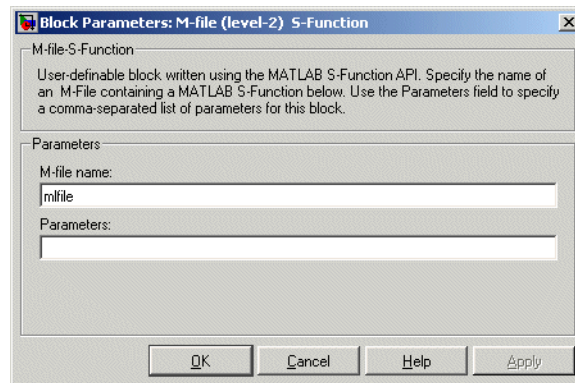 Block Parameters: M-file (level-2) S-Function
M-file-S-Function
User-definable block written using the MATLAB S-Function API. Specify the name of
an M-File containing a MATLAB S-Function below. Use the Parameters field to specify
a comma-separated list of parameters for this block.
Parameters
M-file name:
mlfile
Parameters:
OK Cancel Help Apply